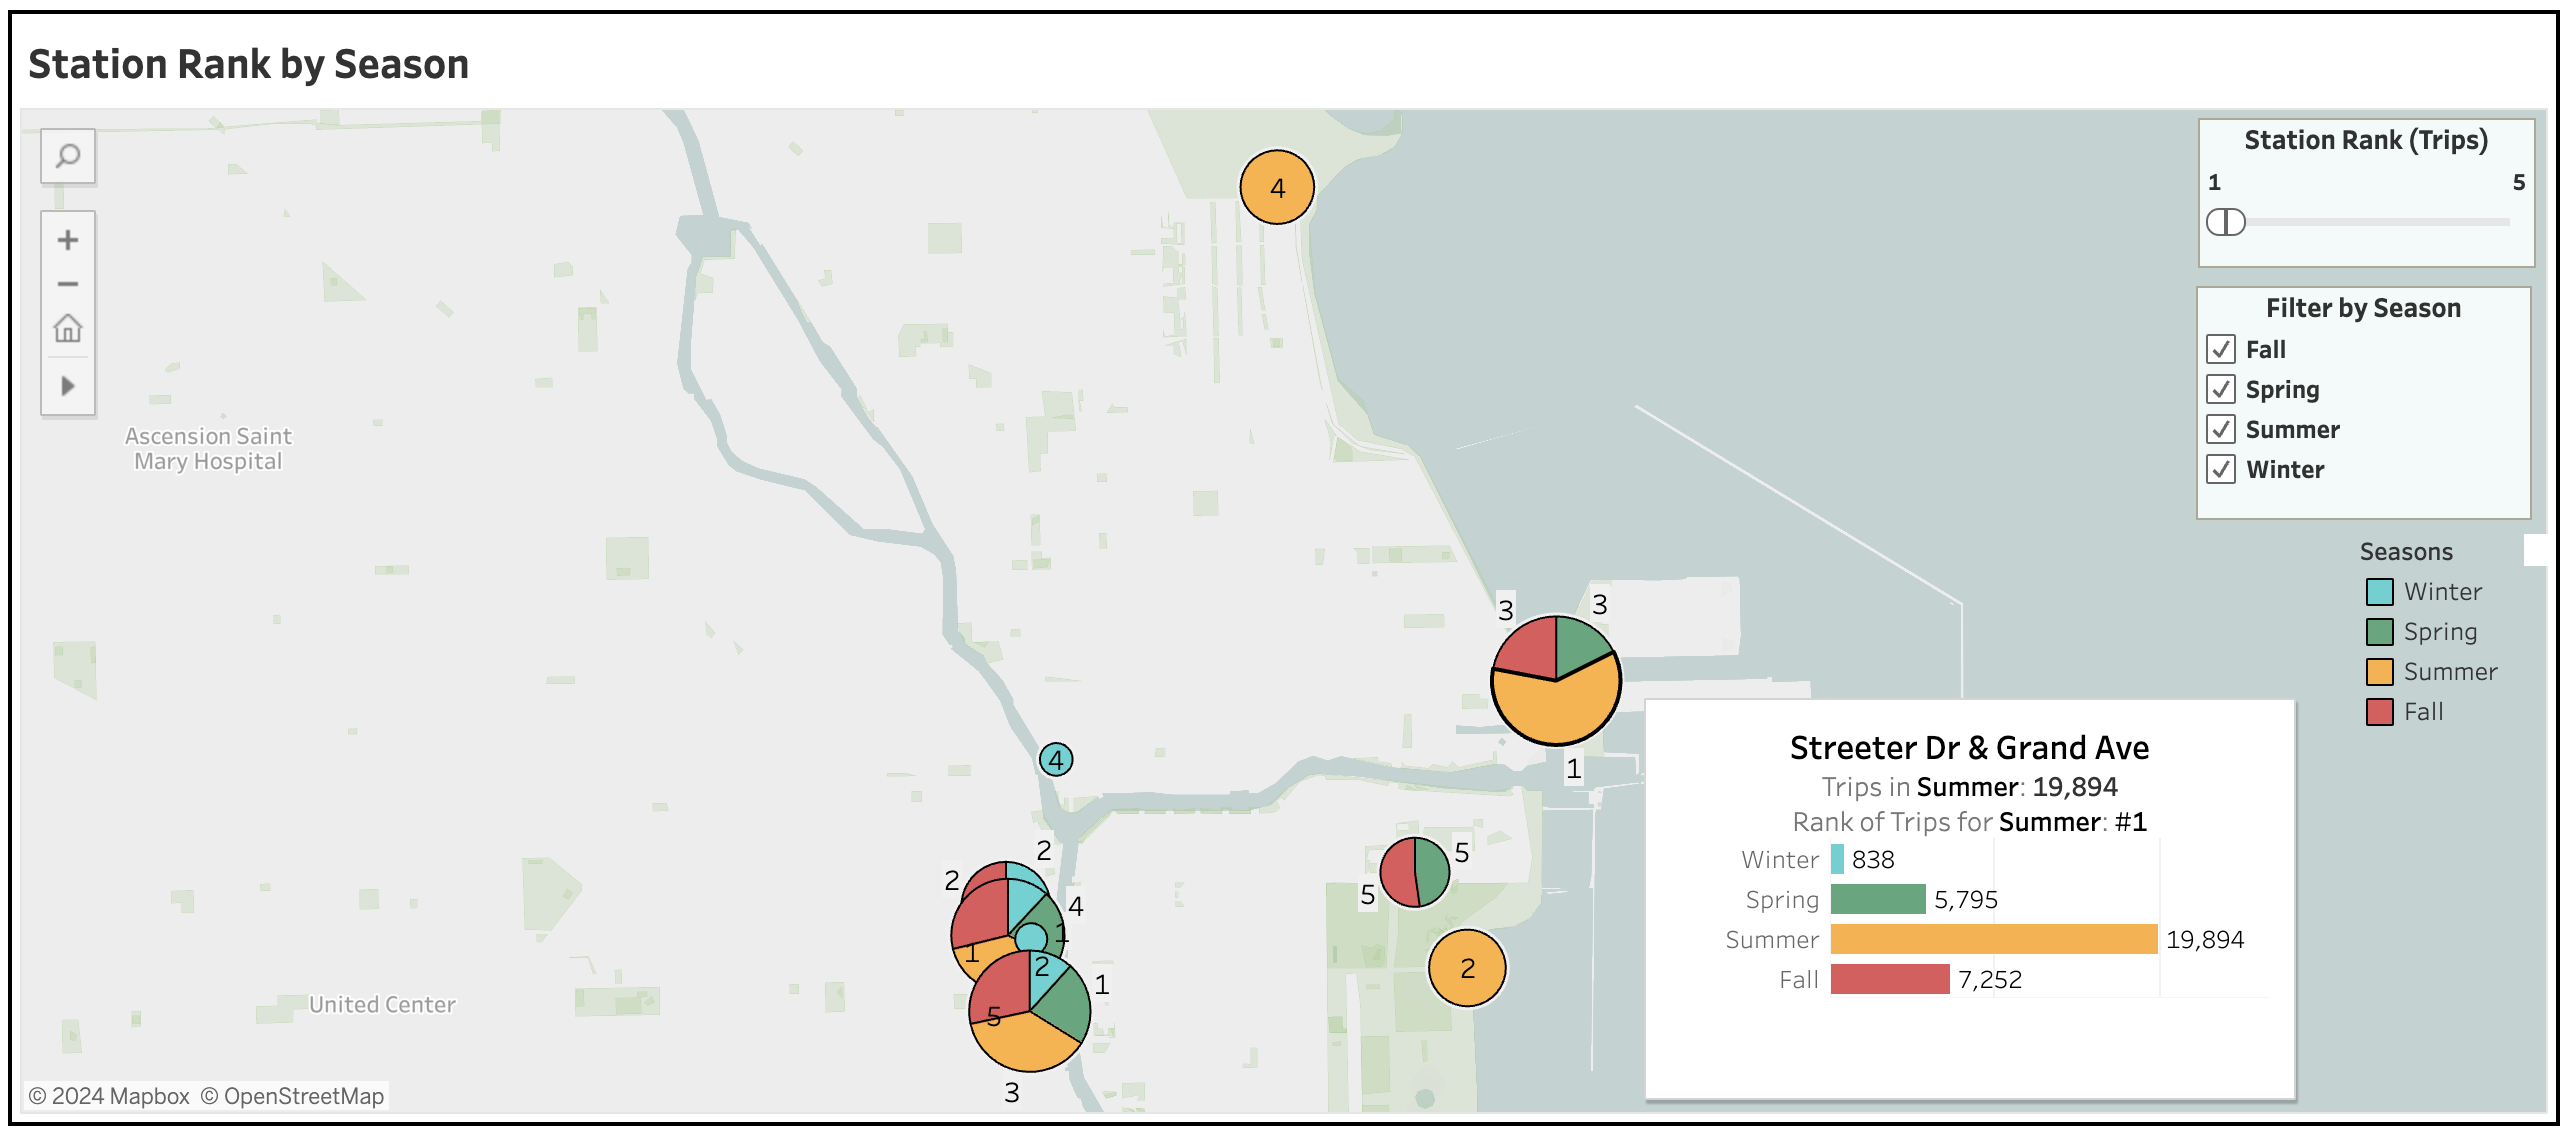 Station Rank by Season
Station Rank (Trips)
1 5
Filter by Season
Fall
Spring
Summer
Winter
Seasons
Winter
Spring
Summer
Fall
Ascension Saint
Mary Hospital
United Center
4
3 3
1
4
2
2
4
1
1
2
1
5
3
5
5
2
Streeter Dr & Grand Ave
Trips in Summer: 19,894
Rank of Trips for Summer: #1
Winter 838
Spring 5,795
Summer 19,894
Fall 7,252
© 2024 Mapbox © OpenStreetMap